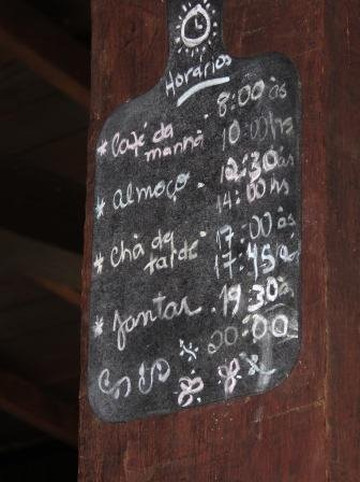 Horários
* Café da manhã - 8:00 às
10:00 hrs
* almoço - 12:30 às
14:00 hs
* chá da tarde - 17:00 às
17:45
* Jantar . 19:30 às
20:00